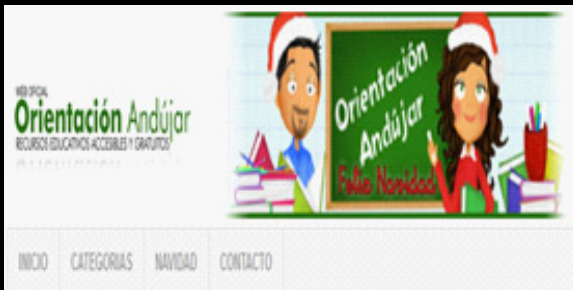 WEB OFICIAL
Orientación Andújar
RECURSOS EDUCATIVOS ACCESIBLES Y GRATUITOS
Orientación
Andújar
Feliz Navidad
INICIO CATEGORIAS NAVIDAD CONTACTO